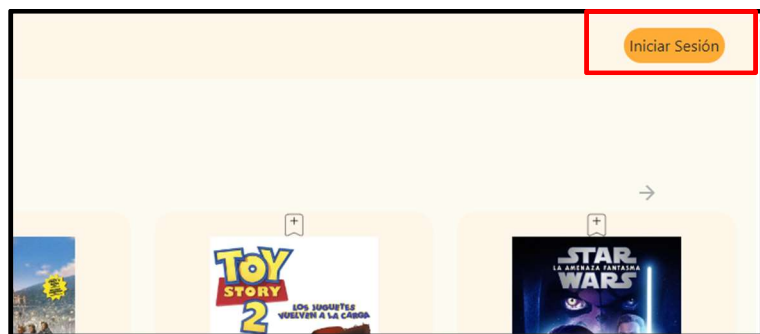 Iniciar Sesión
TOY
STORY
2
LOS JUGUETES
VUELVEN A LA CARGA
STAR
LA AMENAZA FANTASMA
WARS